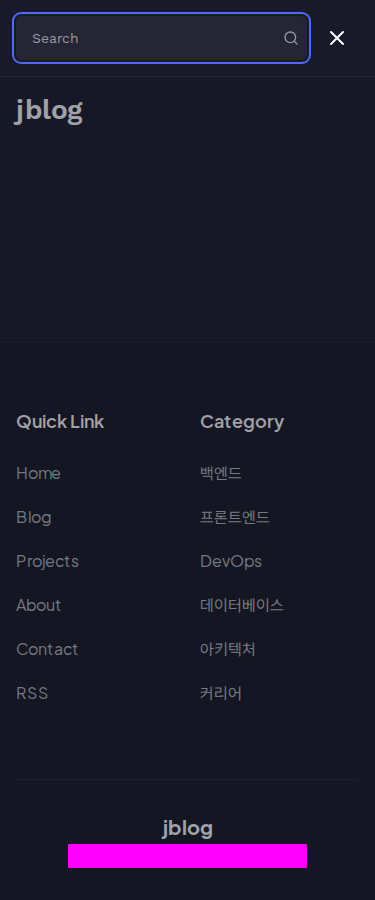 Search
jblog
Quick Link
Home
Blog
Projects
About
Contact
RSS
Category
백엔드
프론트엔드
DevOps
데이터베이스
아키텍처
커리어
jblog